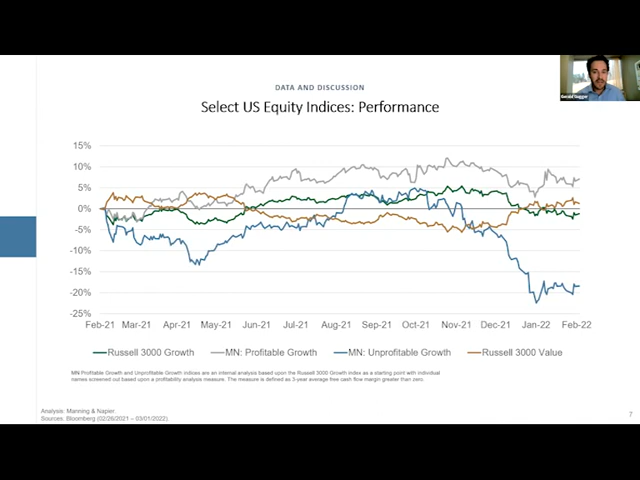 DATA AND DISCUSSION
Select US Equity Indices: Performance
15%
10%
5%
0%
-5%
-10%
-15%
-20%
-25%
Feb-21 Mar-21 Apr-21 May-21 Jun-21 Jul-21 Aug-21 Sep-21 Oct-21 Nov-21 Dec-21 Jan-22 Feb-22
Russell 3000 Growth MN: Profitable Growth MN: Unprofitable Growth Russell 3000 Value
MN Profitable Growth and Unprofitable Growth indices are an internal analysis based upon the Russell 3000 Growth index as a starting point with individual
names screened out based upon a profitability analysis measure. The measure is defined as 3-year average free cash flow margin greater than zero.
Analysis: Manning & Napier
Sources: Bloomberg (02/26/2021 – 03/01/2022).
7